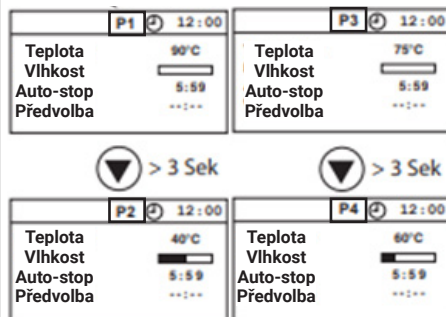 P1 12:00
Teplota 90°C
Vlhkost
Auto-stop 5:59
Předvolba --:--
P3 12:00
Teplota 75°C
Vlhkost
Auto-stop 5:59
Předvolba --:--
> 3 Sek
> 3 Sek
P2 12:00
Teplota 40°C
Vlhkost
Auto-stop 5:59
Předvolba --:--
P4 12:00
Teplota 60°C
Vlhkost
Auto-stop 5:59
Předvolba --:--